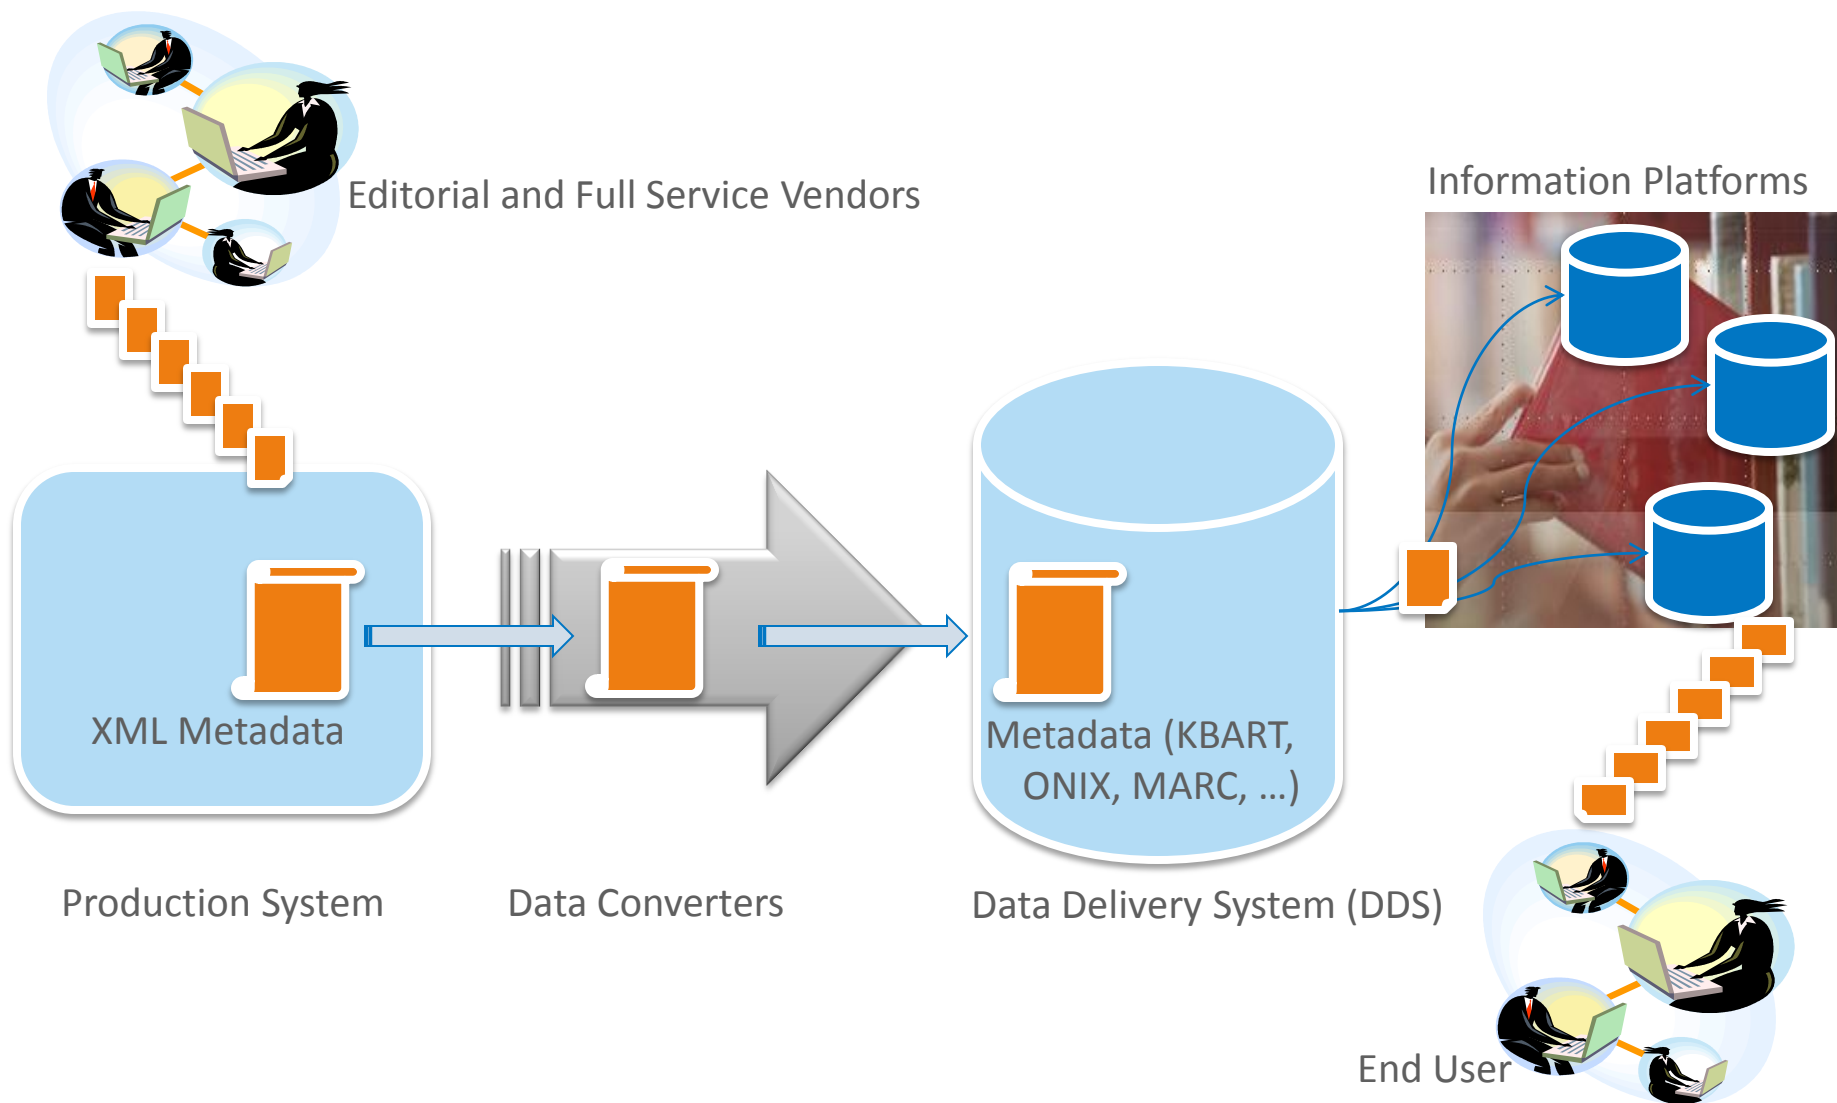 Editorial and Full Service Vendors
Information Platforms
XML Metadata
Metadata (KBART,
ONIX, MARC, …)
Production System
Data Converters
Data Delivery System (DDS)
End User